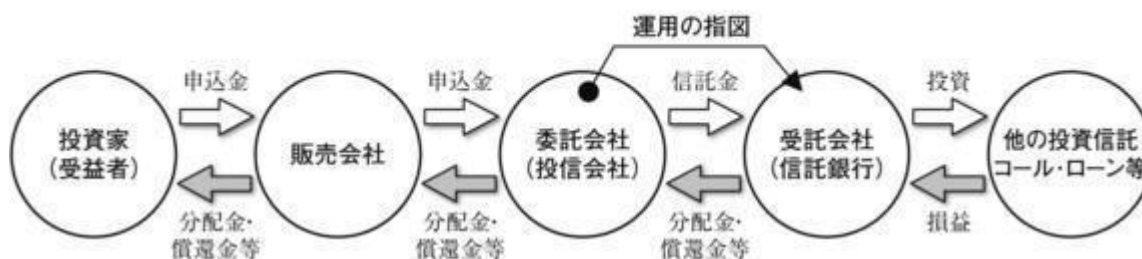 運用の指図
申込金
申込金
信託金
投資
投資家
(受益者)
販売会社
委託会社
(投信会社)
受託会社
(信託銀行)
他の投資信託
コール・ローン等
分配金・
償還金等
分配金・
償還金等
分配金・
償還金等
損益